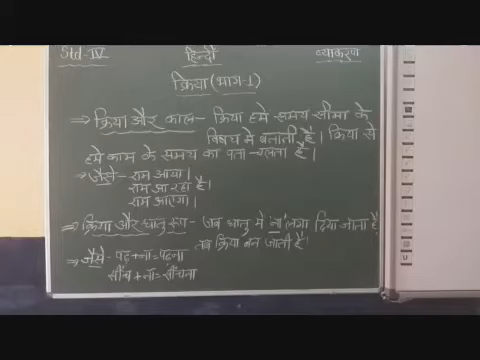 Std-IV हिन्दी व्याकरण
क्रिया (भाग-1)
⇒ क्रिया और काल - क्रिया हमे समय सीमा के
विषय मे बताती है। क्रिया से
हमे काम के समय का पता चलता है।
⇒ जैसे - राम आया।
राम आ रहा है।
राम आएगा।
⇒ क्रिया और धातु रूप - जब धातु मे 'ना' लगा दिया जाता है
तब क्रिया बन जाती है।
⇒ जैसे - पढ़ + ना = पढ़ना
सींच + ना = सींचना